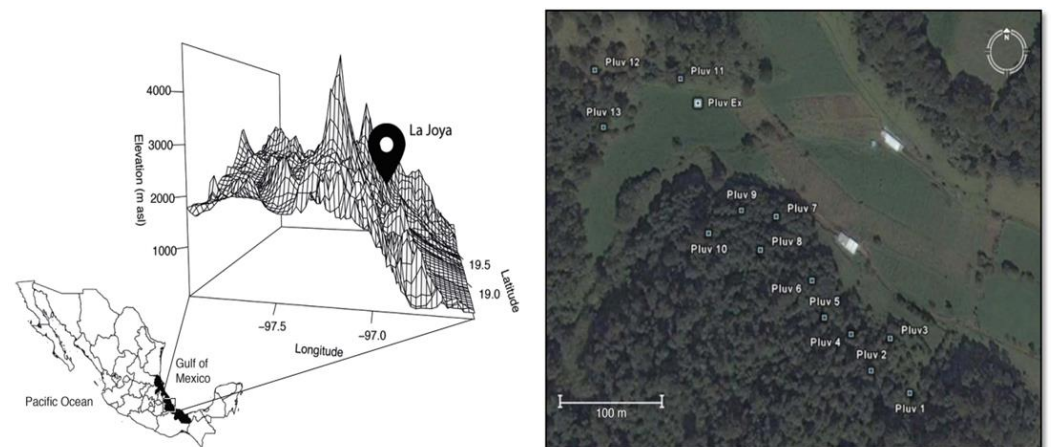 4000
3000
2000
1000
Elevation (m asl)
La Joya
19.5
19.0
Latitude
−97.5
−97.0
Longitude
Gulf of
Mexico
Pacific Ocean
N
Pluv 12
Pluv 11
Pluv Ex
Pluv 13
Pluv 9
Pluv 7
Pluv 10
Pluv 8
Pluv 6
Pluv 5
Pluv 4
Pluv3
Pluv 2
Pluv 1
100 m